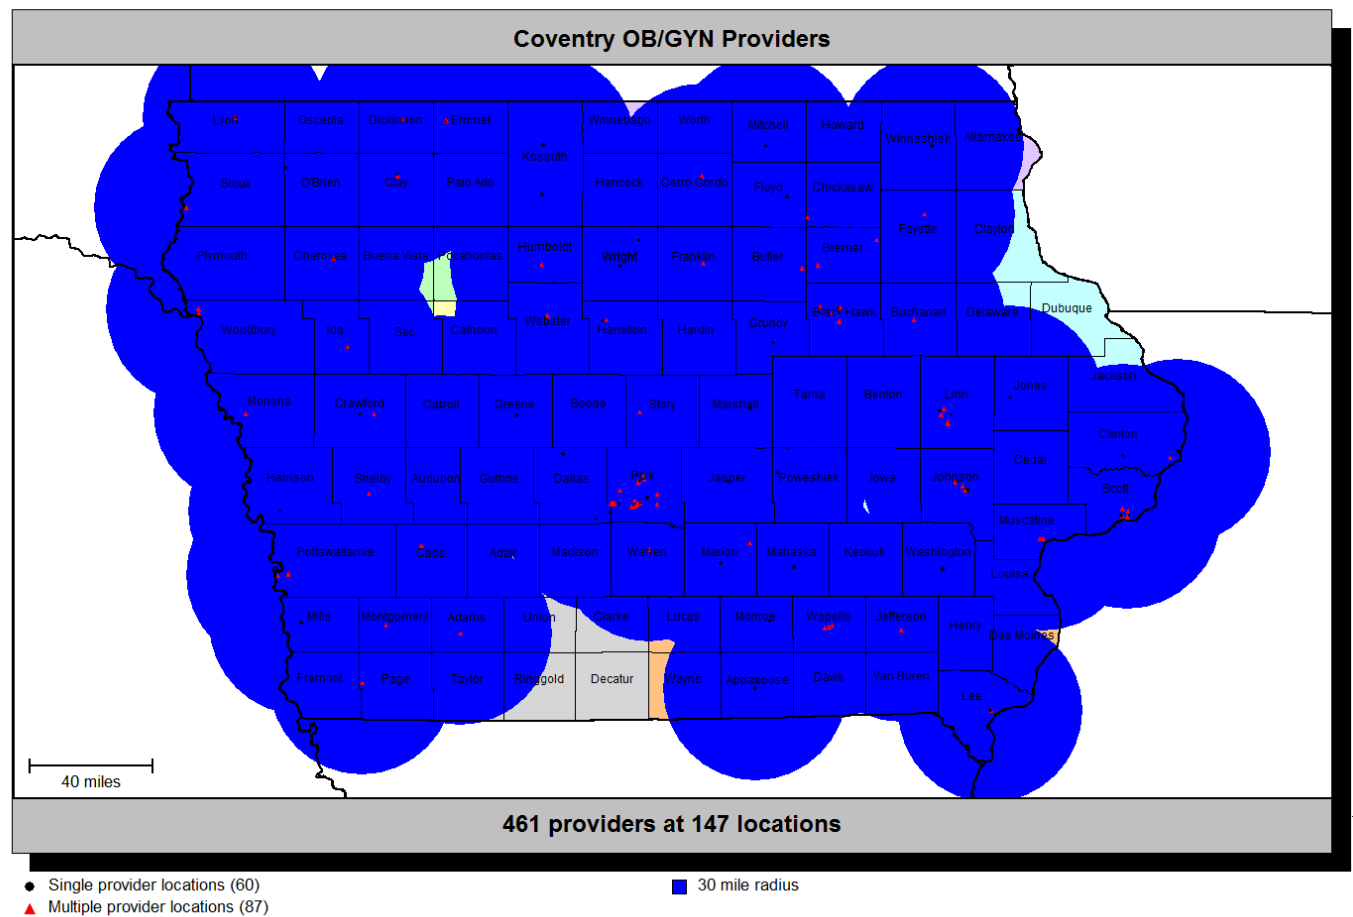 Coventry OB/GYN Providers
Lyon Osceola Dickinson Emmet Winnebago Worth Mitchell Howard Winneshiek Allamakee
Kossuth
Sioux O'Brien Clay Palo Alto Hancock Cerro Gordo Floyd Chickasaw
Fayette Clayton
Plymouth Cherokee Buena Vista Pocahontas Humboldt Wright Franklin Butler Bremer
Woodbury Ida Sac Calhoun Webster Hamilton Hardin Grundy Black Hawk Buchanan Delaware Dubuque
Jackson
Monona Crawford Carroll Greene Boone Story Marshall Tama Benton Linn Jones
Clinton
Cedar
Harrison Shelby Audubon Guthrie Dallas Polk Jasper Poweshiek Iowa Johnson
Scott
Muscatine
Pottawattamie Cass Adair Madison Warren Marion Mahaska Keokuk Washington
Louisa
Mills Montgomery Adams Union Clarke Lucas Monroe Wapello Jefferson Henry
Des Moines
Fremont Page Taylor Ringgold Decatur Wayne Appanoose Davis Van Buren
Lee
40 miles
461 providers at 147 locations
Single provider locations (60)
30 mile radius
Multiple provider locations (87)